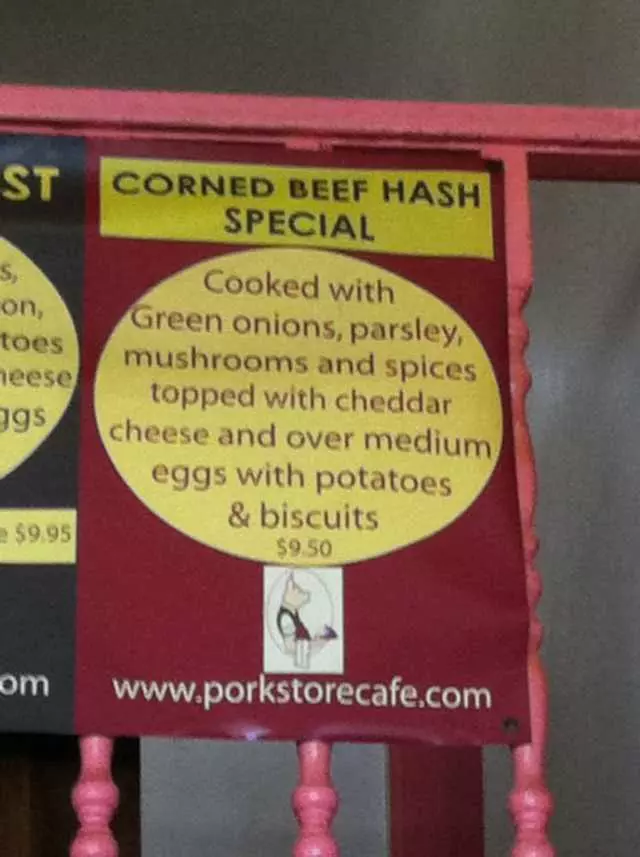 ST
s,
on,
toes
heese
ggs
e $9.95
om
CORNED BEEF HASH
SPECIAL
Cooked with
Green onions, parsley,
mushrooms and spices
topped with cheddar
cheese and over medium
eggs with potatoes
& biscuits
$9.50
www.porkstorecafe.com